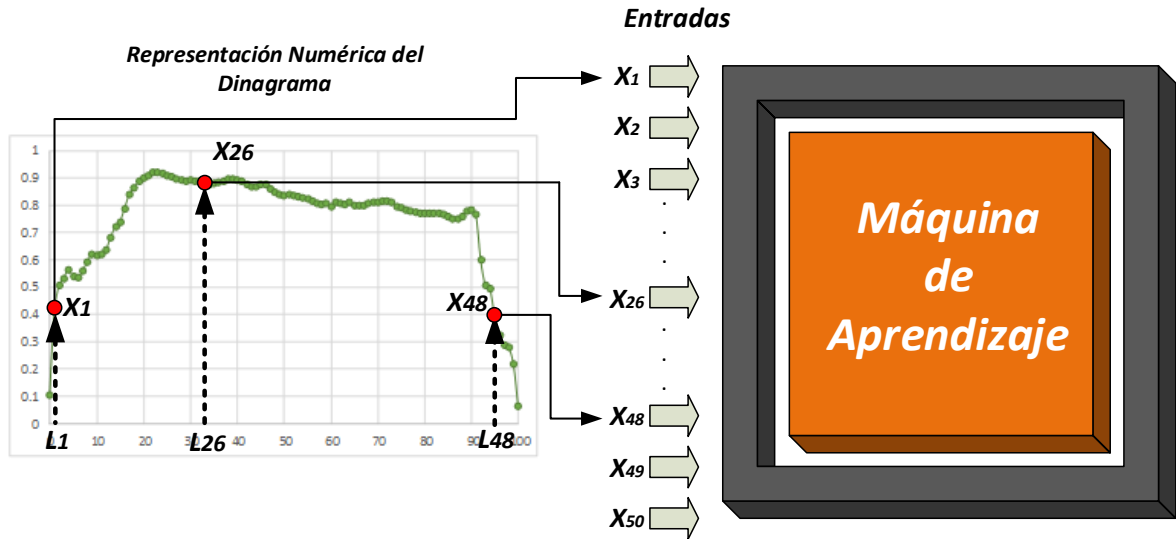 Entradas
Representación Numérica del
Dinagrama
X1
X2
X3
X26
X48
X49
X50
1
0.9
0.8
0.7
0.6
0.5
0.4
0.3
0.2
0.1
0
X26
X1
X48
10 20 30 40 50 60 70 80 90 100
L1 L26 L48
Máquina
de
Aprendizaje